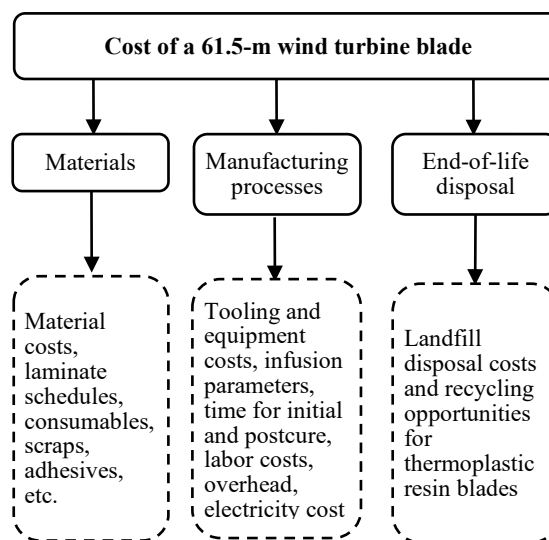 Cost of a 61.5-m wind turbine blade
Materials
Manufacturing
processes
End-of-life
disposal
Material
costs,
laminate
schedules,
consumables,
scraps,
adhesives,
etc.
Tooling and
equipment
costs, infusion
parameters,
time for initial
and postcure,
labor costs,
overhead,
electricity cost
Landfill
disposal costs
and recycling
opportunities
for
thermoplastic
resin blades